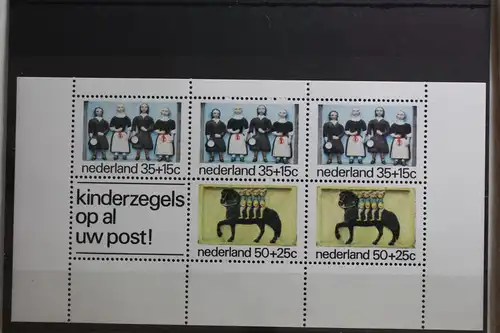 nederland 35+15c nederland 35+15c nederland 35+15c
kinderzegels
op al
uw post!
nederland 50+25c nederland 50+25c